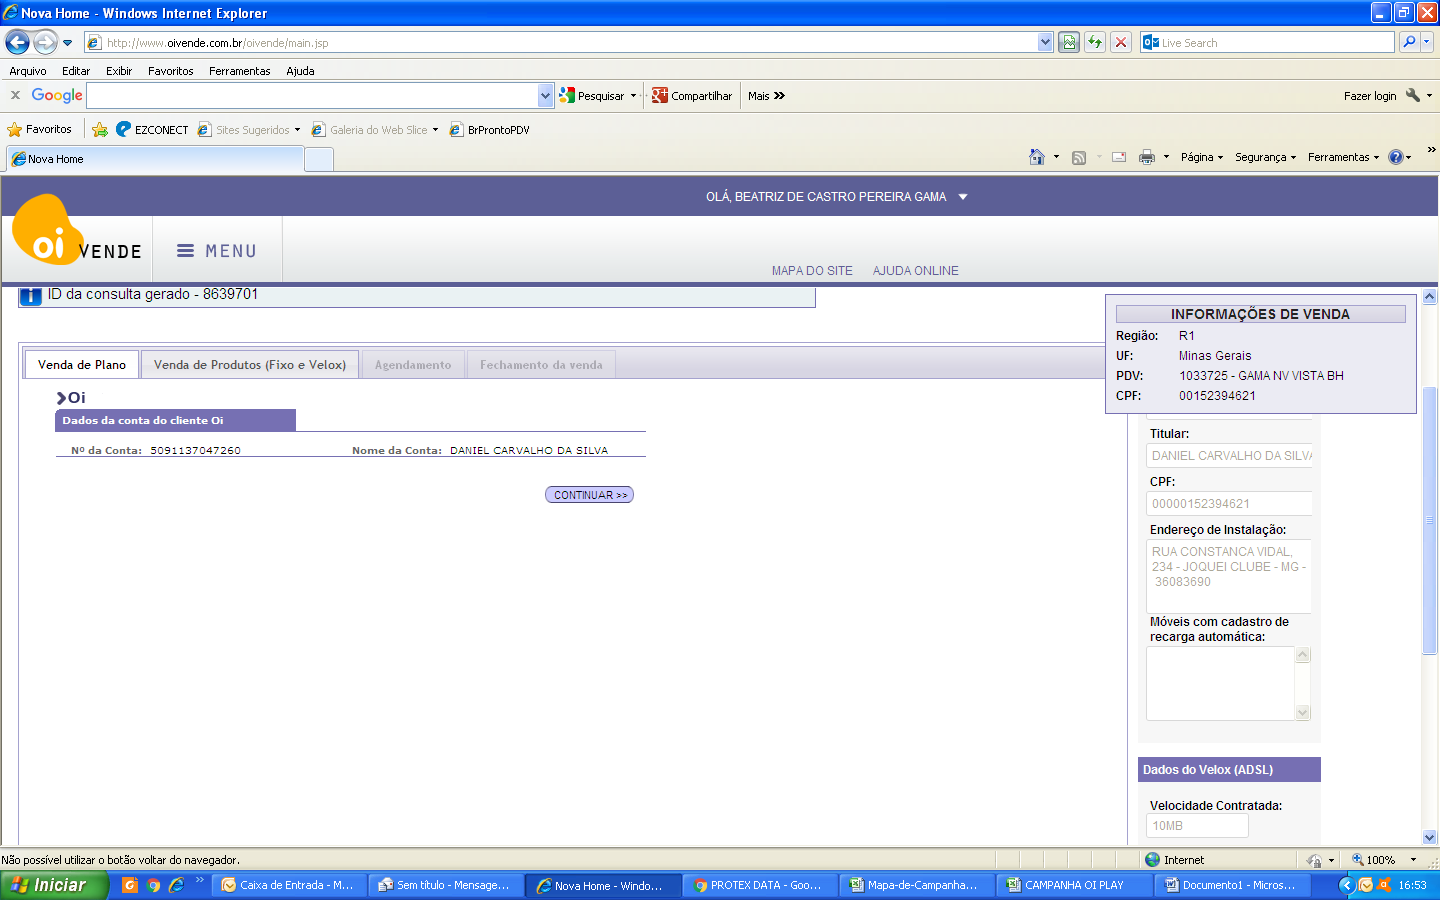 Nova Home - Windows Internet Explorer
http://www.oivende.com.br/oivende/main.jsp
Live Search
Arquivo Editar Exibir Favoritos Ferramentas Ajuda
x Google Pesquisar Compartilhar Mais >> Fazer login
Favoritos EZCONECT Sites Sugeridos Galeria do Web Slice BrProntoPDV
Nova Home Página Segurança Ferramentas
OLÁ, BEATRIZ DE CASTRO PEREIRA GAMA
oi VENDE MENU
MAPA DO SITE AJUDA ONLINE
ID da consulta gerado - 8639701
INFORMAÇÕES DE VENDA
Região: R1
UF: Minas Gerais
PDV: 1033725 - GAMA NV VISTA BH
CPF: 00152394621
Venda de Plano Venda de Produtos (Fixo e Velox) Agendamento Fechamento da venda
Oi
Dados da conta do cliente Oi
Nº da Conta: 5091137047260 Nome da Conta: DANIEL CARVALHO DA SILVA
CONTINUAR >>
Titular:
DANIEL CARVALHO DA SILVA
CPF:
00000152394621
Endereço de Instalação:
RUA CONSTANCA VIDAL,
234 - JOQUEI CLUBE - MG -
36083690
Móveis com cadastro de
recarga automática:
Dados do Velox (ADSL)
Velocidade Contratada:
10MB
Não possível utilizar o botão voltar do navegador.
Internet 100%
Iniciar Caixa de Entrada - M... Sem título - Mensage... Nova Home - Windo... PROTEX DATA - Goo... Mapa-de-Campanha... CAMPANHA OI PLAY Documento1 - Micros... 16:53